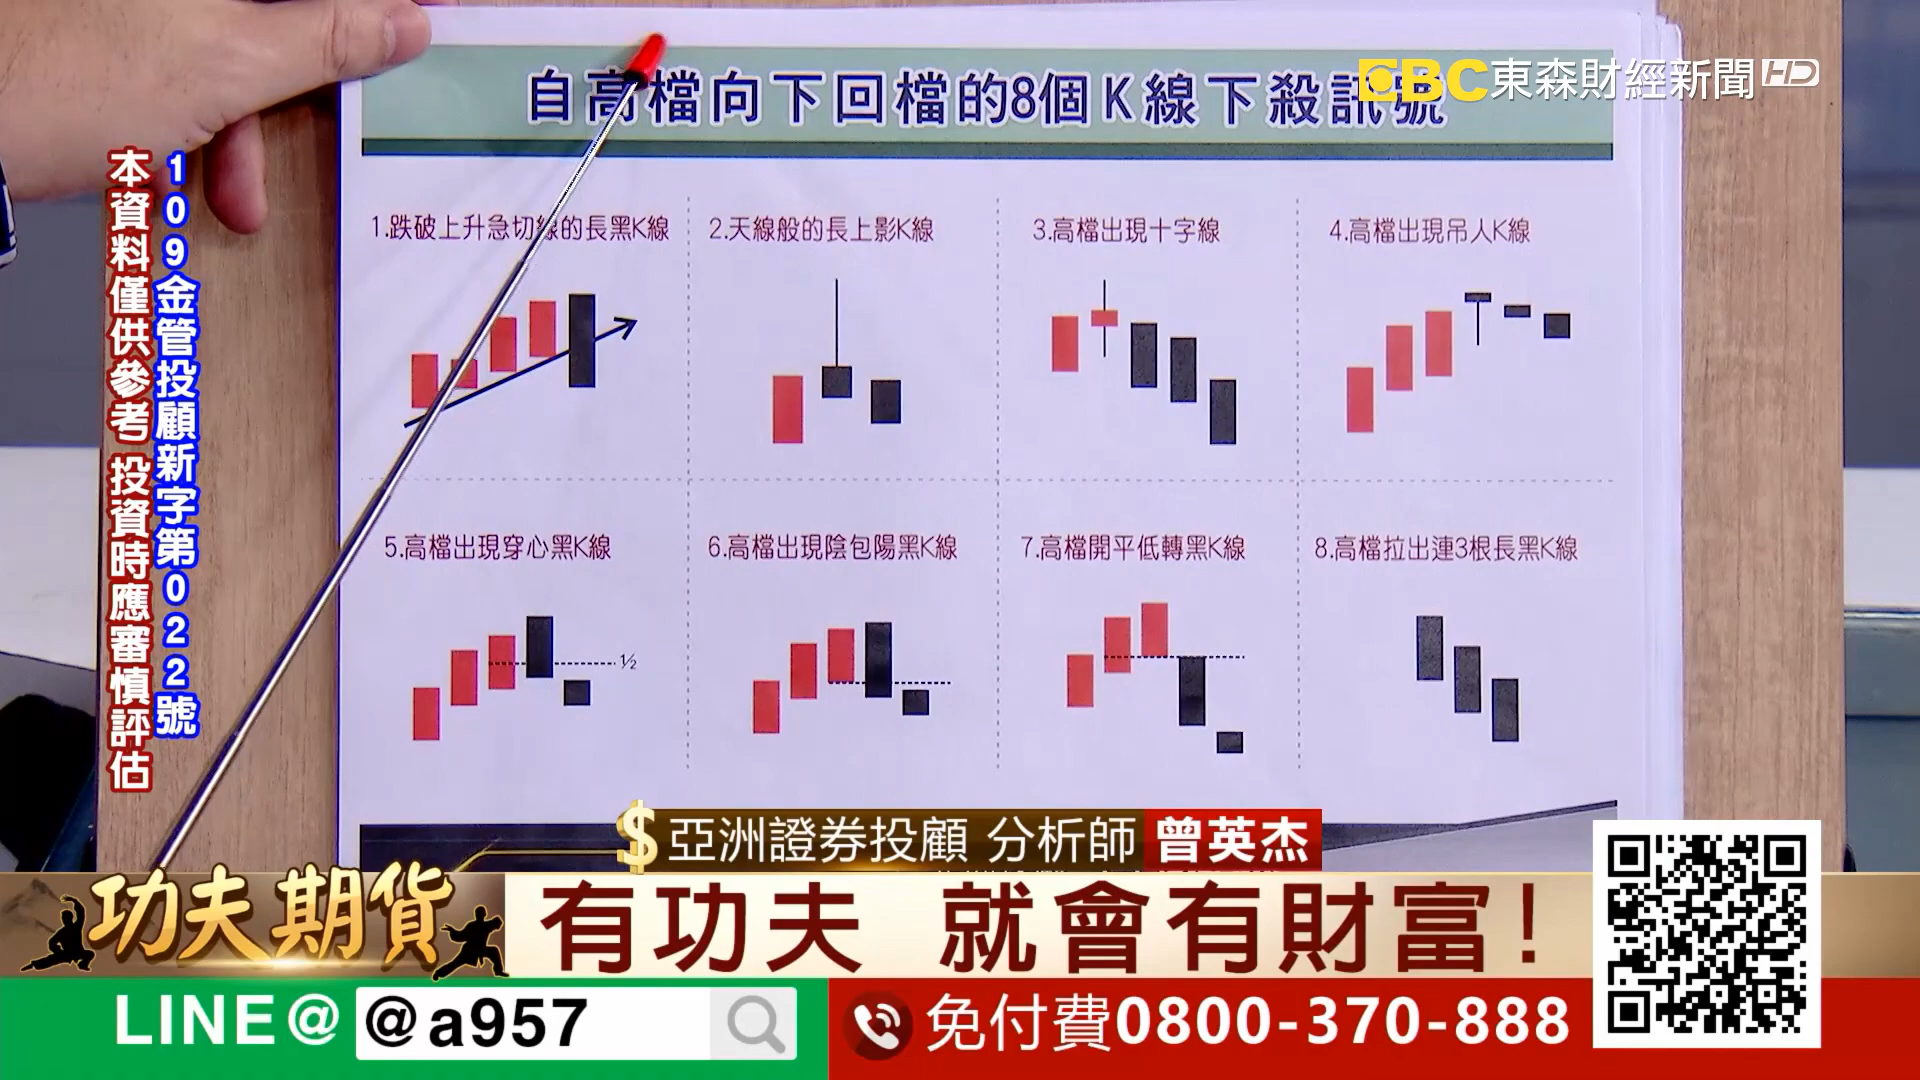 自高檔向下回檔的8個K線下殺訊號
EBC東森財經新聞HD
109金管投顧新字第022號
本資料僅供參考 投資時應審慎評估
1.跌破上升急切線的長黑K線
2.天線般的長上影K線
3.高檔出現十字線
4.高檔出現吊人K線
5.高檔出現穿心黑K線
1/2
6.高檔出現陰包陽黑K線
7.高檔開平低轉黑K線
8.高檔拉出連3根長黑K線
$亞洲證券投顧 分析師 曾英杰
功夫期貨
有功夫 就會有財富!
LINE@ @a957
免付費0800-370-888